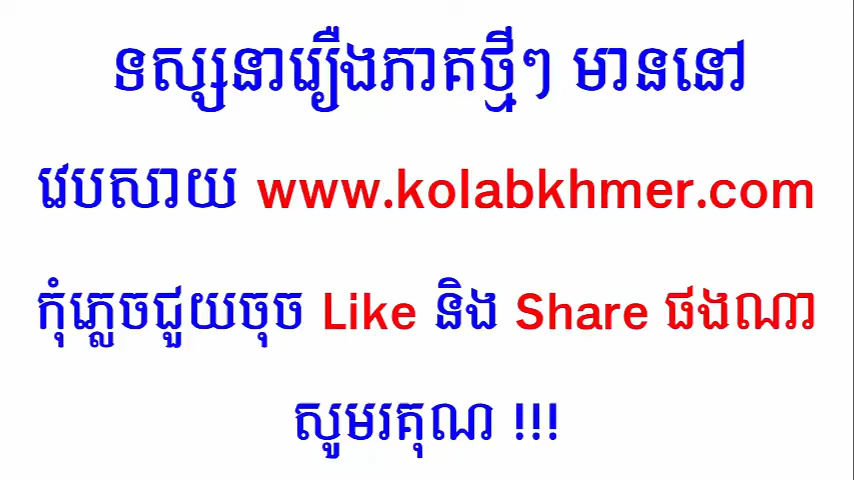 ទស្សនារឿងភាគថ្មីៗ មាននៅ
វេបសាយ www.kolabkhmer.com
កុំភ្លេចជួយចុច Like និង Share ផងណា
សូមរគុណ !!!